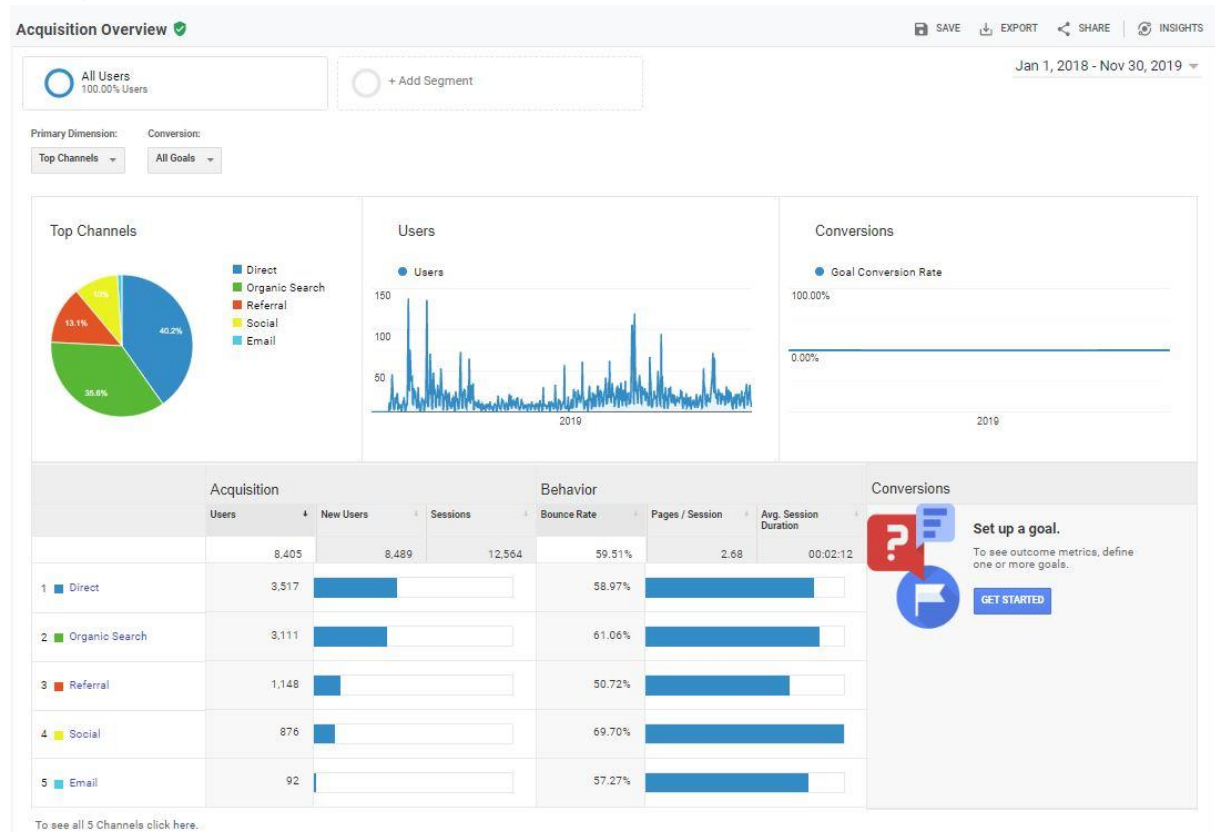 Acquisition Overview
SAVE EXPORT SHARE INSIGHTS
All Users
100.00% Users
+ Add Segment
Jan 1, 2018 - Nov 30, 2019
Primary Dimension: Conversion:
Top Channels All Goals
Top Channels
Direct
Organic Search
Referral
Social
Email
40.2%
13.1%
35.6%
Users
Users
150
100
50
2019
Conversions
Goal Conversion Rate
100.00%
0.00%
2019
Acquisition Behavior Conversions
Users New Users Sessions Bounce Rate Pages / Session Avg. Session Duration
8,405 8,489 12,564 59.51% 2.68 00:02:12
1 Direct 3,517 58.97%
2 Organic Search 3,111 61.06%
3 Referral 1,148 50.72%
4 Social 876 69.70%
5 Email 92 57.27%
Set up a goal.
To see outcome metrics, define
one or more goals.
GET STARTED
To see all 5 Channels click here.